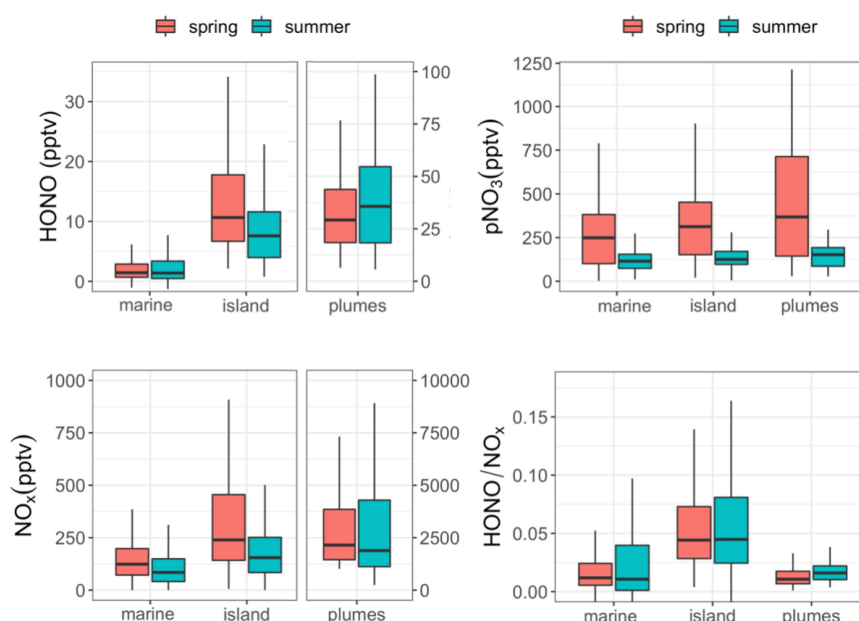 spring summer
spring summer
HONO (pptv)
30
20
10
0
100
75
50
25
0
marine island plumes
pNO₃(pptv)
1250
1000
750
500
250
0
marine island plumes
NOₓ(pptv)
1000
750
500
250
0
10000
7500
5000
2500
0
marine island plumes
HONO/NOₓ
0.15
0.10
0.05
0.00
marine island plumes